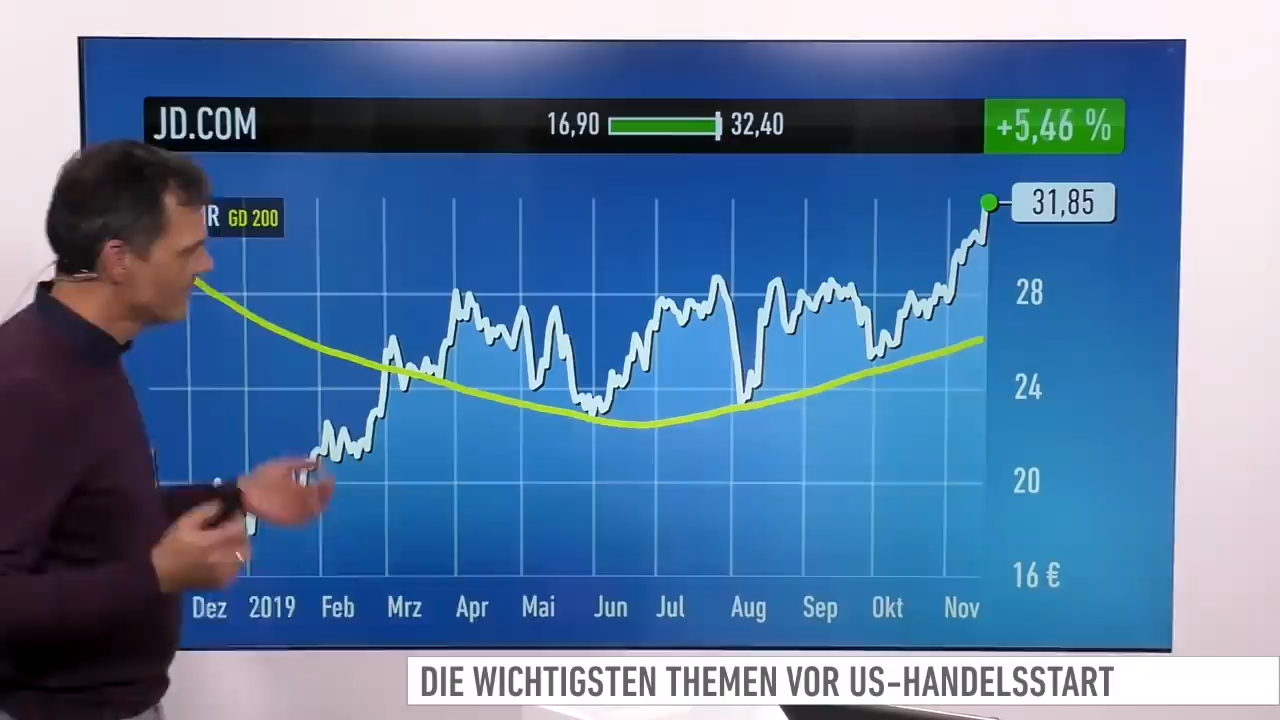 JD.COM
16,90
32,40
+5,46 %
GD 200
31,85
28
24
20
16 €
Dez 2019 Feb Mrz Apr Mai Jun Jul Aug Sep Okt Nov
DIE WICHTIGSTEN THEMEN VOR US-HANDELSSTART